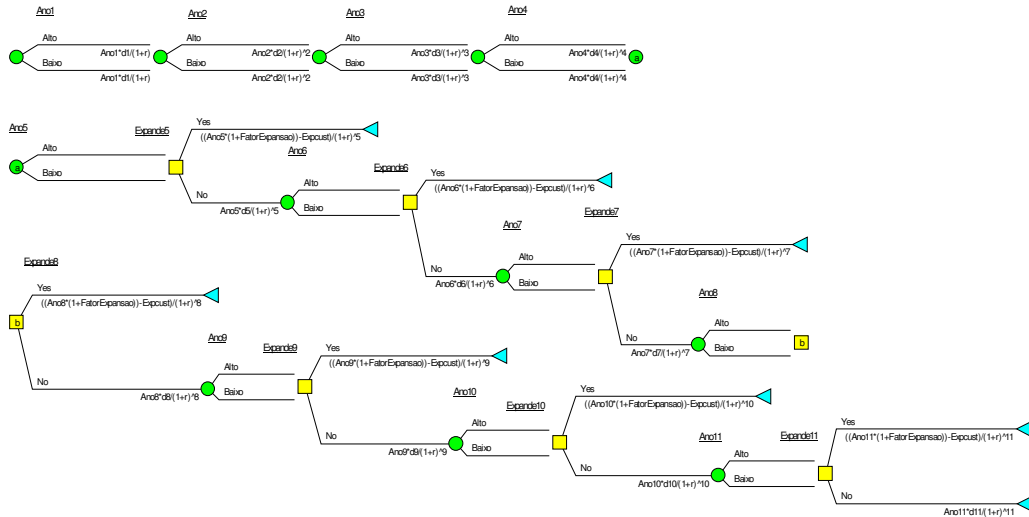 Ano1
Ano2
Ano3
Ano4
Alto
Alto
Alto
Alto
Ano1*d1/(1+r)
Ano2*d2/(1+r)^2
Ano3*d3/(1+r)^3
Ano4*d4/(1+r)^4
a
Baixo
Baixo
Baixo
Baixo
Ano1*d1/(1+r)
Ano2*d2/(1+r)^2
Ano3*d3/(1+r)^3
Ano4*d4/(1+r)^4
Ano5
Expande5
Yes
((Ano5*(1+FatorExpansao))-Expcust)/(1+r)^5
Alto
a
Baixo
Ano6
Expande6
Yes
((Ano6*(1+FatorExpansao))-Expcust)/(1+r)^6
No
Ano5*d5/(1+r)^5
Alto
Baixo
Ano7
Expande7
Yes
((Ano7*(1+FatorExpansao))-Expcust)/(1+r)^7
No
Ano6*d6/(1+r)^6
Alto
Baixo
Ano8
No
Ano7*d7/(1+r)^7
Alto
Baixo
b
Expande8
Yes
((Ano8*(1+FatorExpansao))-Expcust)/(1+r)^8
b
No
Ano8*d8/(1+r)^8
Ano9
Alto
Baixo
Expande9
Yes
((Ano9*(1+FatorExpansao))-Expcust)/(1+r)^9
No
Ano9*d9/(1+r)^9
Ano10
Alto
Baixo
Expande10
Yes
((Ano10*(1+FatorExpansao))-Expcust)/(1+r)^10
No
Ano10*d10/(1+r)^10
Ano11
Alto
Baixo
Expande11
Yes
((Ano11*(1+FatorExpansao))-Expcust)/(1+r)^11
No
Ano11*d11/(1+r)^11